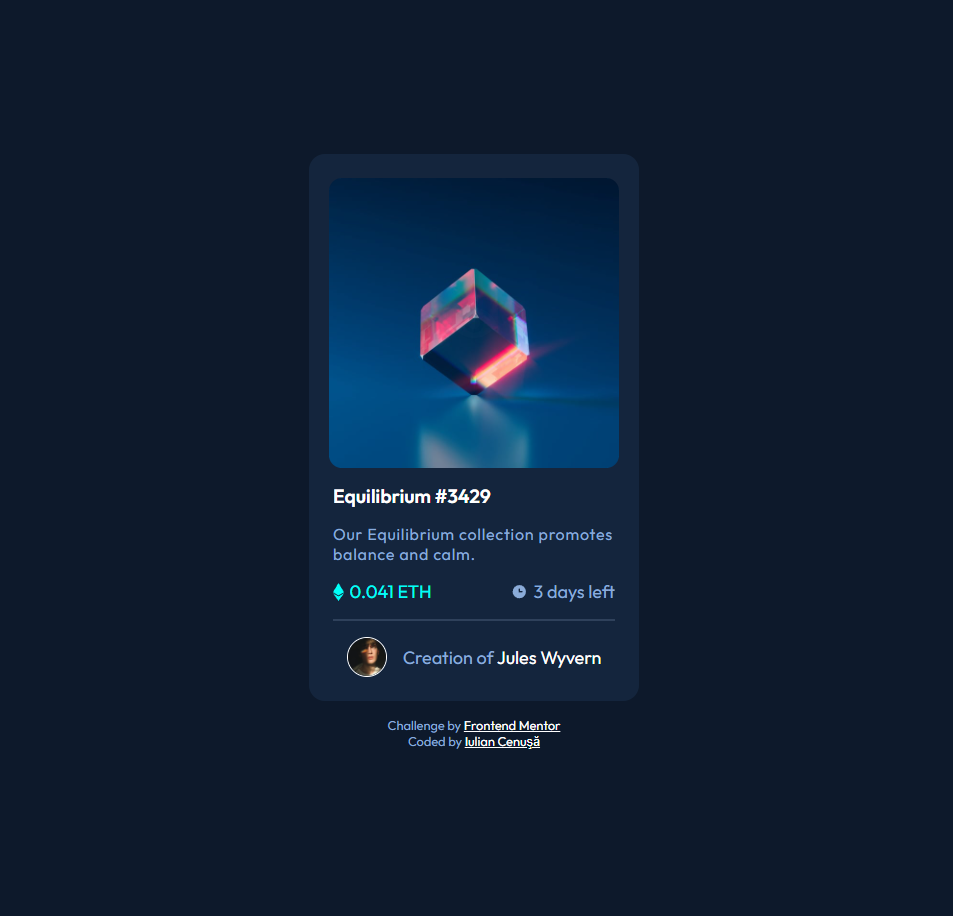 Equilibrium #3429
Our Equilibrium collection promotes
balance and calm.
0.041 ETH
3 days left
Creation of Jules Wyvern
Challenge by Frontend Mentor
Coded by Iulian Cenușă